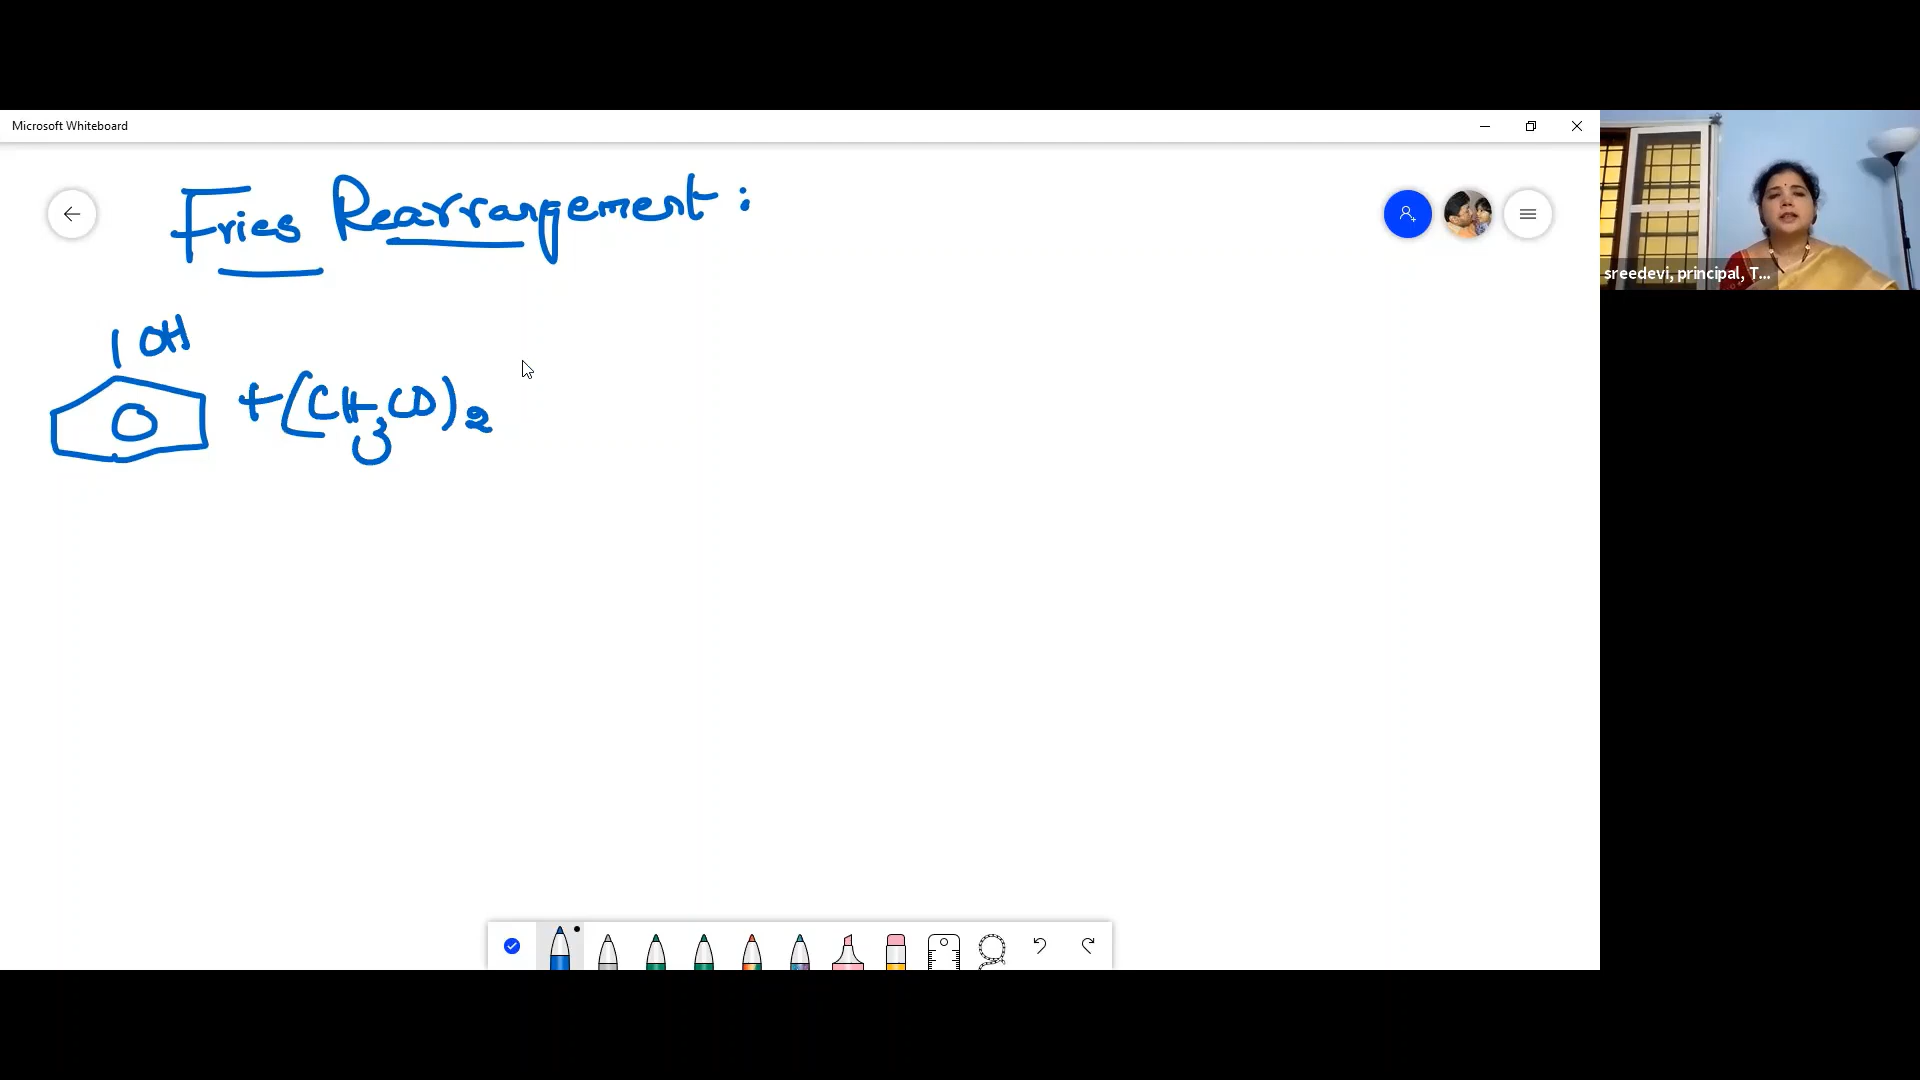 Microsoft Whiteboard
Fries Rearrangement :
OH
+(CH3CO)2
sreedevi, principal, T...